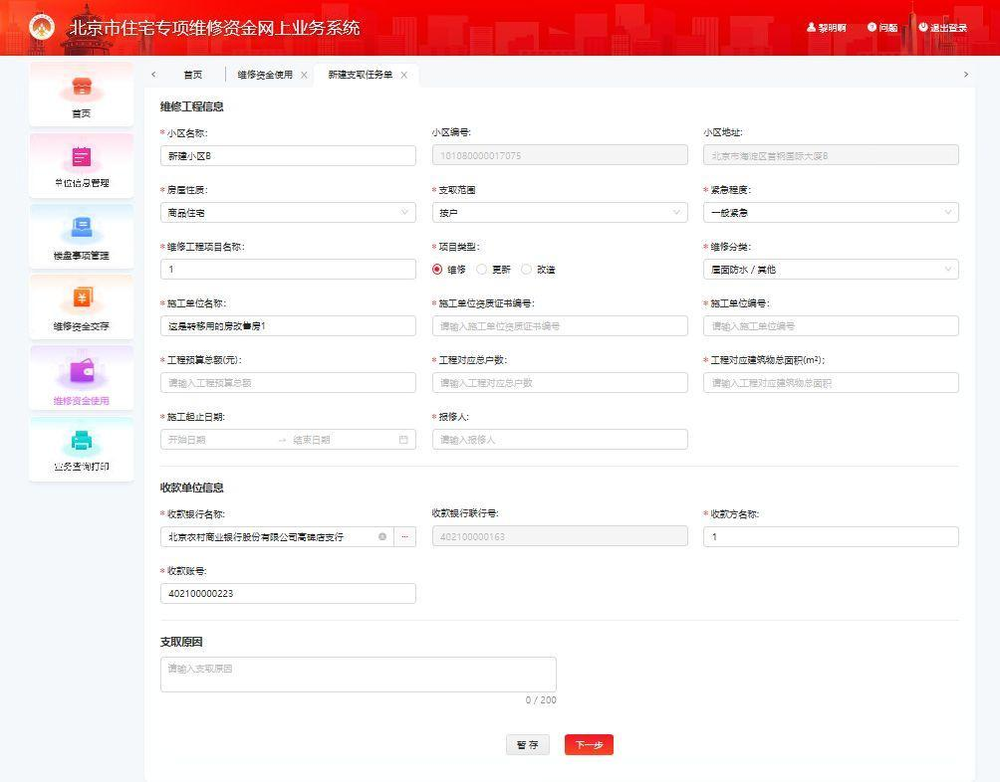 北京市住宅专项维修资金网上业务系统
黎明啊 问题 退出登录
首页 维修资金使用 新建支取任务单
首页
单位信息管理
楼盘事项管理
维修资金交存
维修资金使用
业务查询打印
维修工程信息
* 小区名称: 小区编号: 小区地址:
新建小区B 101080000017075 北京市海淀区首钢国际大厦B
* 房屋性质: * 支取范围 * 紧急程度:
商品住宅 按户 一般紧急
* 维修工程项目名称: * 项目类型: * 维修分类:
1 维修 更新 改造 屋面防水 / 其他
* 施工单位名称: * 施工单位资质证书编号: * 施工单位编号:
这是转移用的房改售房1 请输入施工单位资质证书编号 请输入施工单位编号
* 工程预算总额(元): * 工程对应总户数: * 工程对应建筑物总面积(m²):
请输入工程预算总额 请输入工程对应总户数 请输入工程对应建筑物总面积
* 施工起止日期: * 报修人:
开始日期 → 结束日期 请输入报修人
收款单位信息
* 收款银行名称: 收款银行联行号: * 收款方名称:
北京农村商业银行股份有限公司高碑店支行 ... 402100000163 1
* 收款账号:
402100000223
支取原因
请输入支取原因
0 / 200
暂 存 下一步